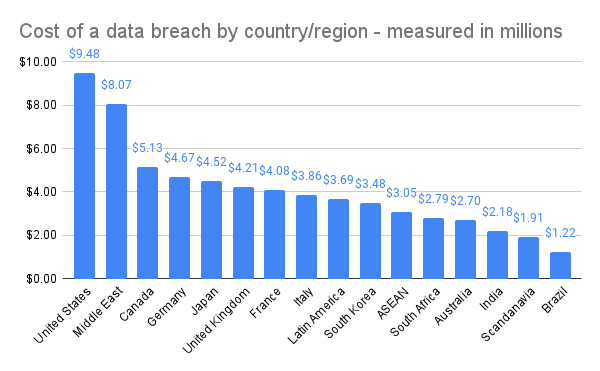 Cost of a data breach by country/region - measured in millions
$10.00
$8.00
$6.00
$4.00
$2.00
$0.00
$9.48
$8.07
$5.13
$4.67
$4.52
$4.21
$4.08
$3.86
$3.69
$3.48
$3.05
$2.79
$2.70
$2.18
$1.91
$1.22
United States
Middle East
Canada
Germany
Japan
United Kingdom
France
Italy
Latin America
South Korea
ASEAN
South Africa
Australia
India
Scandanavia
Brazil